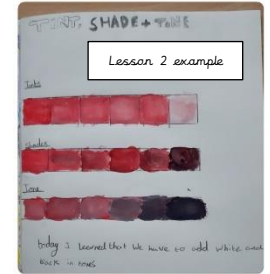 TINT, SHADE + TONE
Lesson 2 example
Tints
Shades
Tone
today I learned that we have to add white and
black in tones